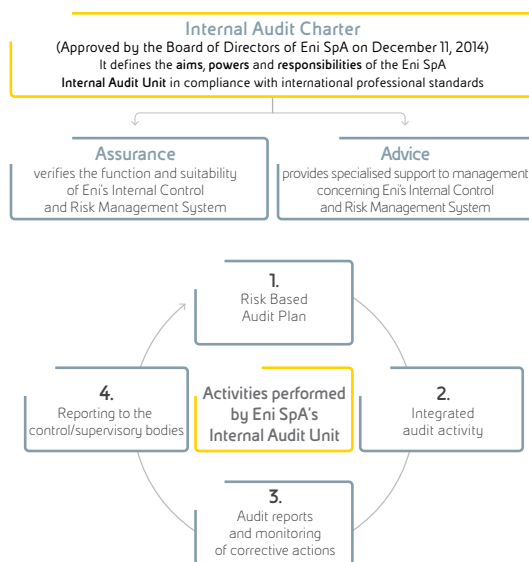 Internal Audit Charter
(Approved by the Board of Directors of Eni SpA on December 11, 2014)
It defines the aims, powers and responsibilities of the Eni SpA
Internal Audit Unit in compliance with international professional standards
Assurance
verifies the function and suitability
of Eni's Internal Control
and Risk Management System
Advice
provides specialised support to management
concerning Eni's Internal Control
and Risk Management System
1.
Risk Based
Audit Plan
2.
Integrated
audit activity
3.
Audit reports
and monitoring
of corrective actions
4.
Reporting to the
control/supervisory bodies
Activities performed
by Eni SpA's
Internal Audit Unit